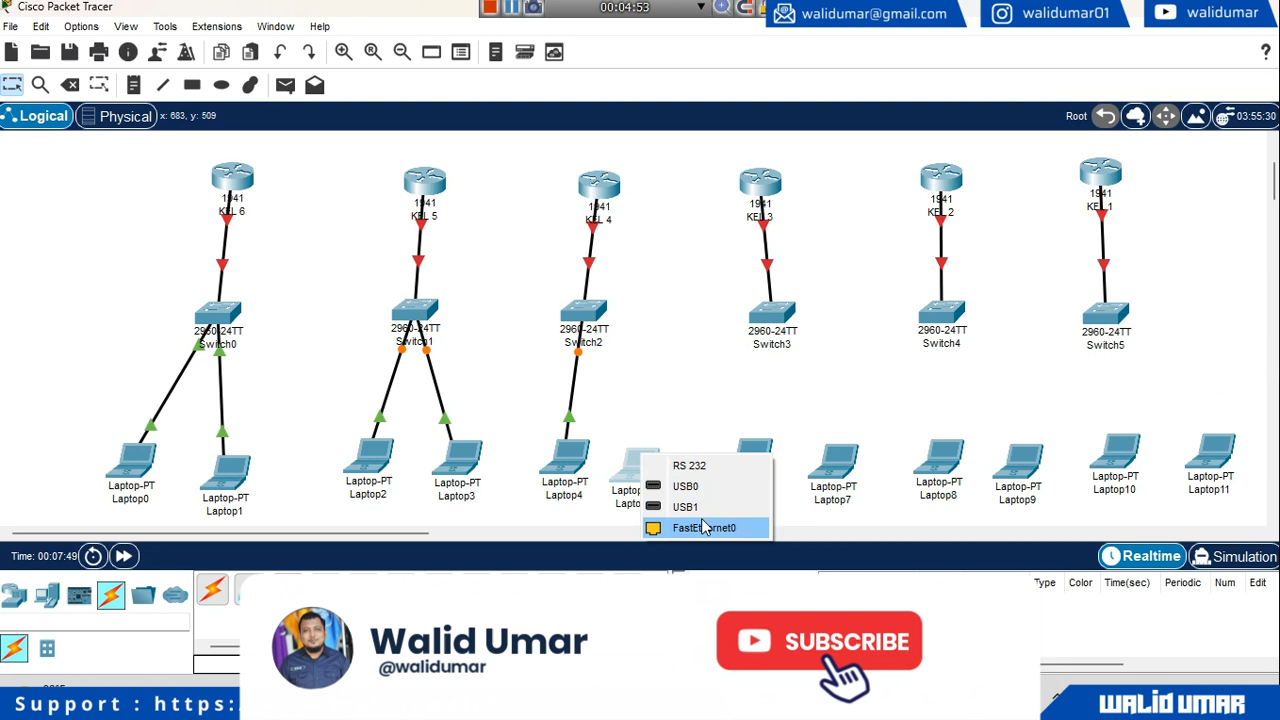 Cisco Packet Tracer
00:04:53
walidumar@gmail.com
walidumar01
walidumar
File Edit Options View Tools Extensions Window Help
?
Logical
Physical
x: 683, y: 509
Root
03:55:30
1941
KEL 6
1941
KEL 5
1941
KEL 4
1941
KEL 3
1941
KEL 2
1941
KEL 1
2960-24TT
Switch0
2960-24TT
Switch1
2960-24TT
Switch2
2960-24TT
Switch3
2960-24TT
Switch4
2960-24TT
Switch5
Laptop-PT
Laptop0
Laptop-PT
Laptop1
Laptop-PT
Laptop2
Laptop-PT
Laptop3
Laptop-PT
Laptop4
RS 232
USB0
USB1
FastEthernet0
Laptop-PT
Laptop7
Laptop-PT
Laptop8
Laptop-PT
Laptop9
Laptop-PT
Laptop10
Laptop-PT
Laptop11
Time: 00:07:49
Realtime
Simulation
Type Color Time(sec) Periodic Num Edit
Walid Umar
@walidumar
SUBSCRIBE
Support : https:
WALID UMAR